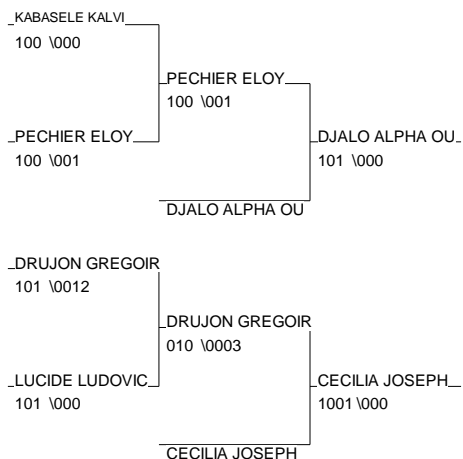 KABASELE KALVI
100 \000
PECHIER ELOY
100 \001
PECHIER ELOY
100 \001
DJALO ALPHA OU
101 \000
DJALO ALPHA OU
DRUJON GREGOIR
101 \0012
DRUJON GREGOIR
010 \0003
LUCIDE LUDOVIC
101 \000
CECILIA JOSEPH
1001 \000
CECILIA JOSEPH